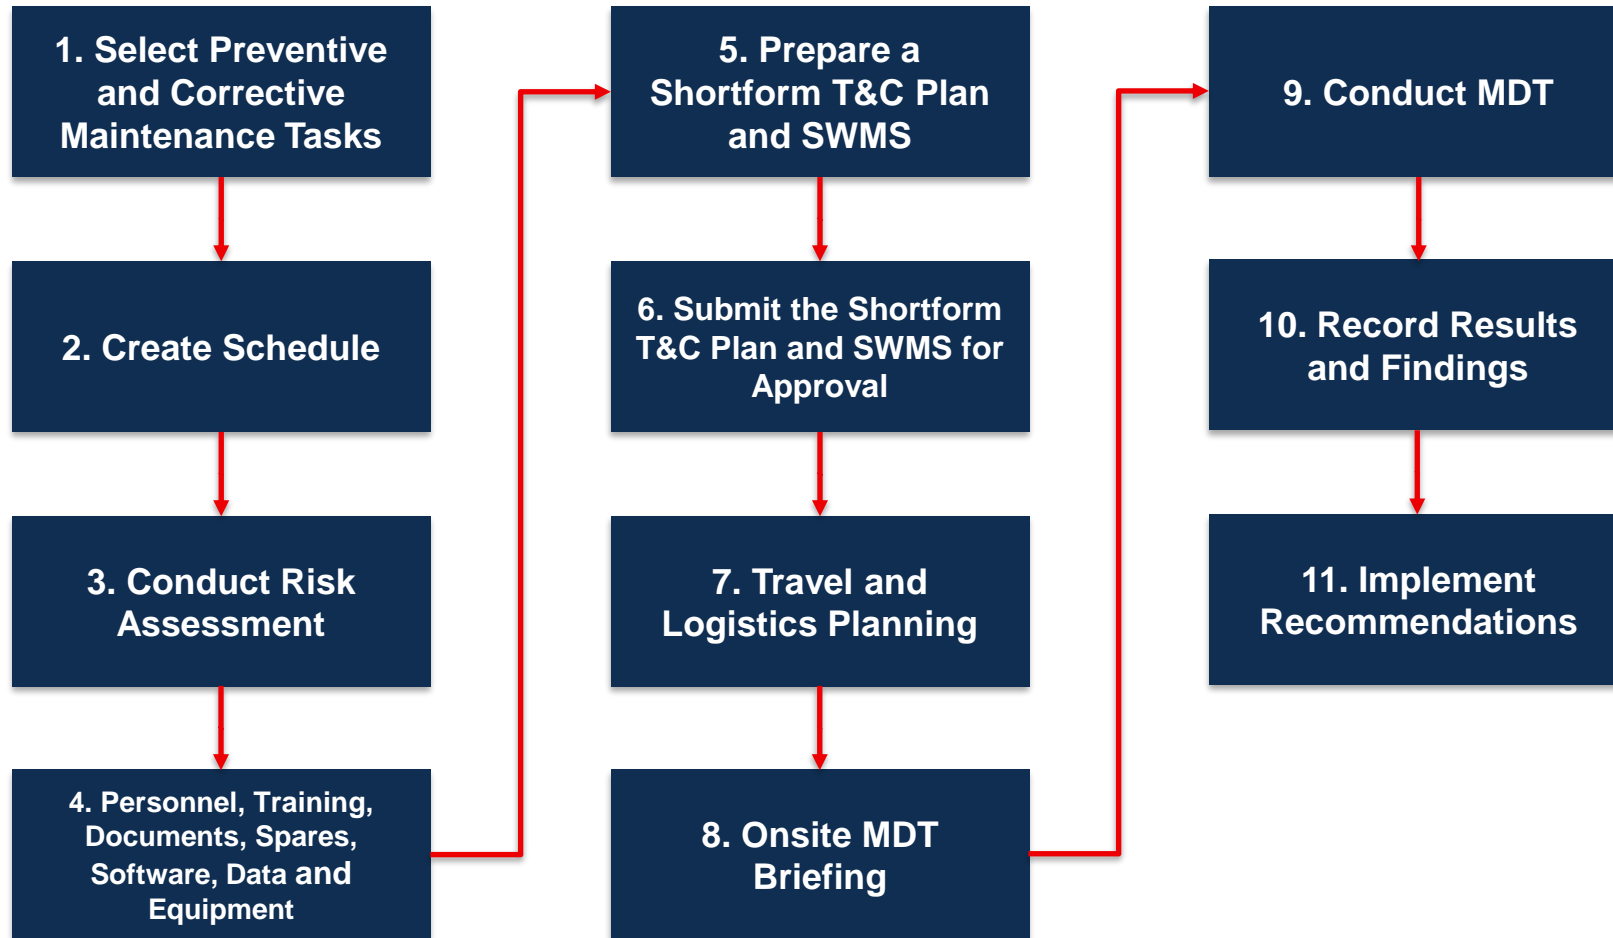 1. Select Preventive
and Corrective
Maintenance Tasks
2. Create Schedule
3. Conduct Risk
Assessment
4. Personnel, Training,
Documents, Spares,
Software, Data and
Equipment
5. Prepare a
Shortform T&C Plan
and SWMS
6. Submit the Shortform
T&C Plan and SWMS for
Approval
7. Travel and
Logistics Planning
8. Onsite MDT
Briefing
9. Conduct MDT
10. Record Results
and Findings
11. Implement
Recommendations